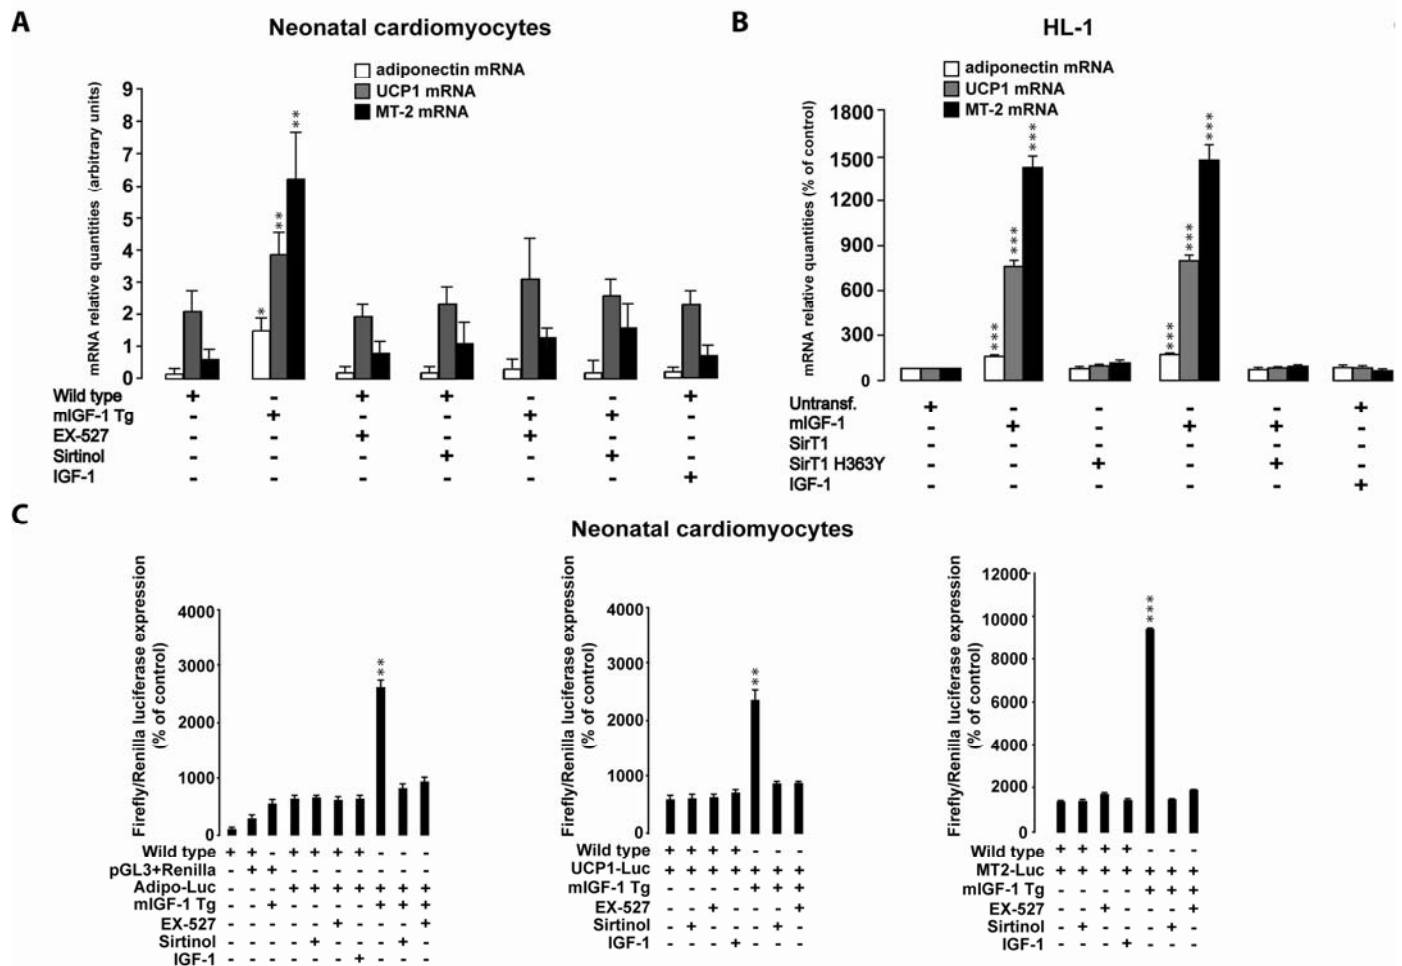 A
Neonatal cardiomyocytes
adiponectin mRNA
UCP1 mRNA
MT-2 mRNA
mRNA relative quantities (arbitrary units)
9
8
7
6
5
4
3
2
1
0
*
**
**
Wild type + - + + - - +
mIGF-1 Tg - + - - + + -
EX-527 - - + - + - -
Sirtinol - - - + - + -
IGF-1 - - - - - - +
B
HL-1
adiponectin mRNA
UCP1 mRNA
MT-2 mRNA
mRNA relative quantities (% of control)
1800
1500
900
600
300
0
***
***
***
***
***
***
Untransf. + - - - - +
mIGF-1 - + - + + -
SirT1 - - - - - -
SirT1 H363Y - - + - + -
IGF-1 - - - - - +
C
Neonatal cardiomyocytes
Firefly/Renilla luciferase expression
(% of control)
4000
3000
2000
1000
0
**
Wild type + + - + + + + - - -
pGL3+Renilla - + + - - - - - - -
Adipo-Luc - - - + + + + + + +
mIGF-1 Tg - - + - - - - + + +
EX-527 - - - - - + - - - +
Sirtinol - - - - + - - - + -
IGF-1 - - - - - - + - - -
Firefly/Renilla luciferase expression
(% of control)
4000
3000
2000
1000
0
**
Wild type + + + + - - -
UCP1-Luc + + + + + + +
mIGF-1 Tg - - - - + + +
EX-527 - - + - - - +
Sirtinol - + - - - + -
IGF-1 - - - + - - -
Firefly/Renilla luciferase expression
(% of control)
12000
10000
8000
6000
4000
2000
0
***
Wild type + + + + - - -
MT2-Luc + + + + + + +
mIGF-1 Tg - - - - + + +
EX-527 - - + - - - +
Sirtinol - + - - - + -
IGF-1 - - - + - - -